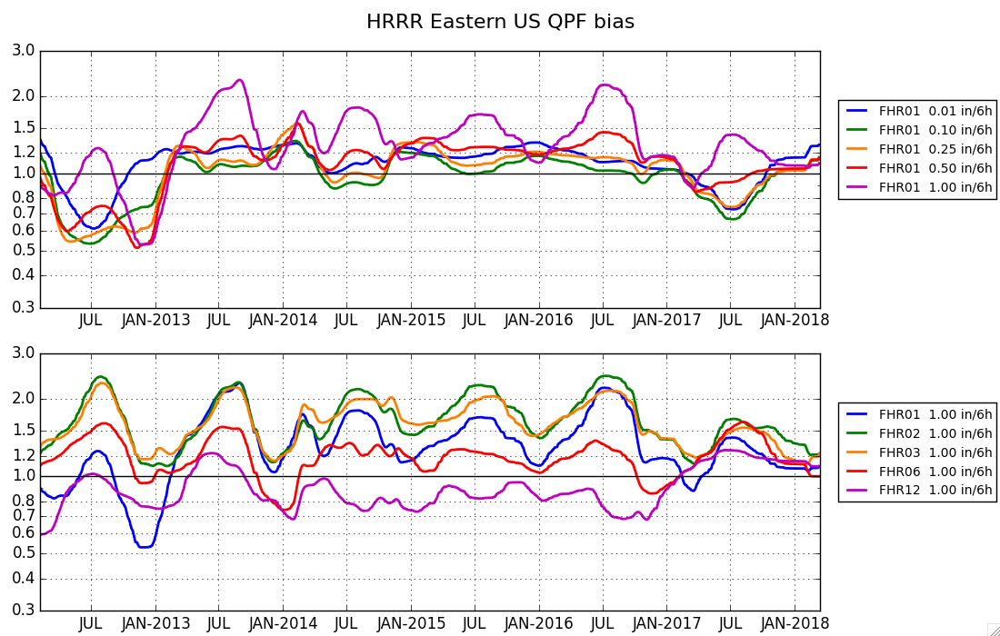 HRRR Eastern US QPF bias
3.0
2.0
1.5
1.2
1.0
0.8
0.7
0.6
0.5
0.4
0.3
JUL JAN-2013 JUL JAN-2014 JUL JAN-2015 JUL JAN-2016 JUL JAN-2017 JUL JAN-2018
FHR01 0.01 in/6h
FHR01 0.10 in/6h
FHR01 0.25 in/6h
FHR01 0.50 in/6h
FHR01 1.00 in/6h
3.0
2.0
1.5
1.2
1.0
0.8
0.7
0.6
0.5
0.4
0.3
JUL JAN-2013 JUL JAN-2014 JUL JAN-2015 JUL JAN-2016 JUL JAN-2017 JUL JAN-2018
FHR01 1.00 in/6h
FHR02 1.00 in/6h
FHR03 1.00 in/6h
FHR06 1.00 in/6h
FHR12 1.00 in/6h